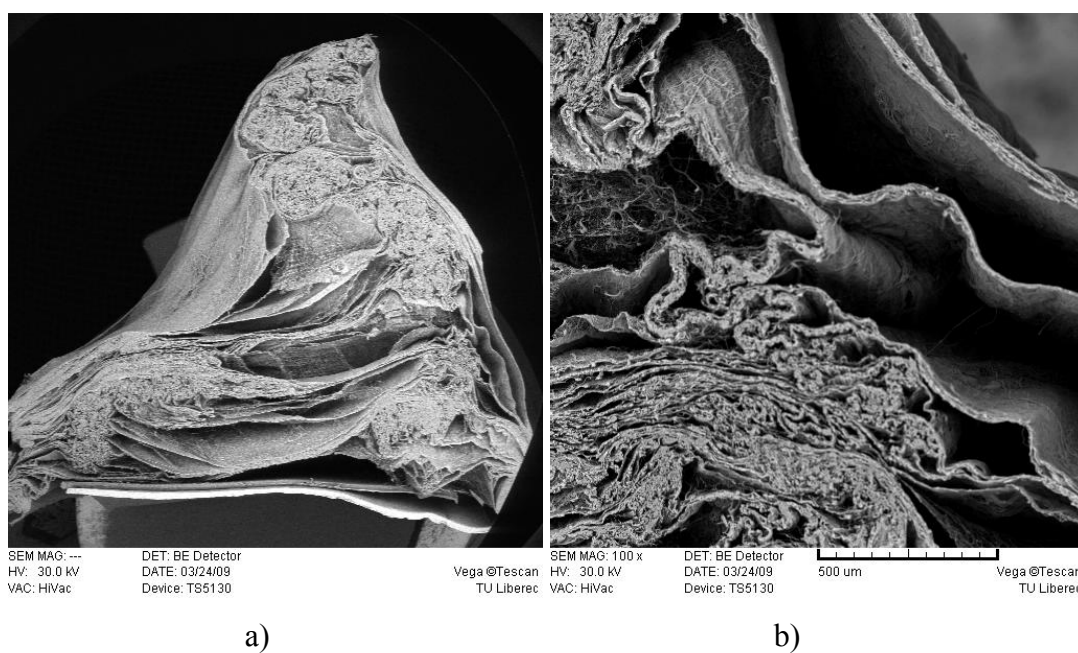 SEM MAG: --- DET: BE Detector
HV: 30.0 kV DATE: 03/24/09 Vega ©Tescan
VAC: HiVac Device: TS5130 TU Liberec
SEM MAG: 100 x DET: BE Detector
HV: 30.0 kV DATE: 03/24/09 500 um Vega ©Tescan
VAC: HiVac Device: TS5130 TU Liberec
a) b)